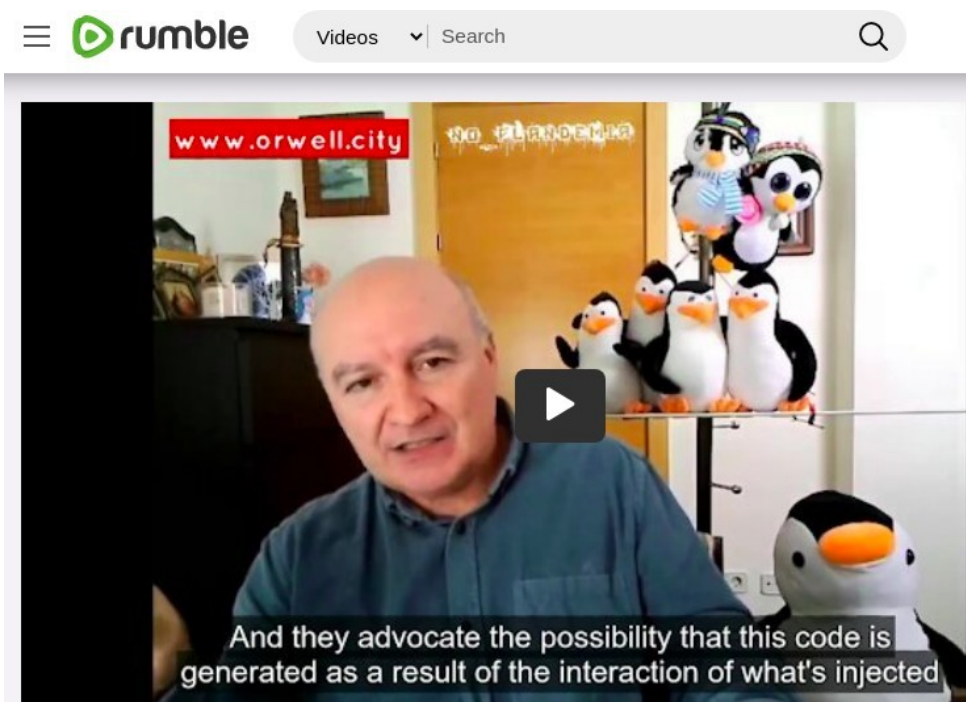 rumble
Videos
Search
www.orwell.city
NO_PLANDEMIA
And they advocate the possibility that this code is
generated as a result of the interaction of what's injected